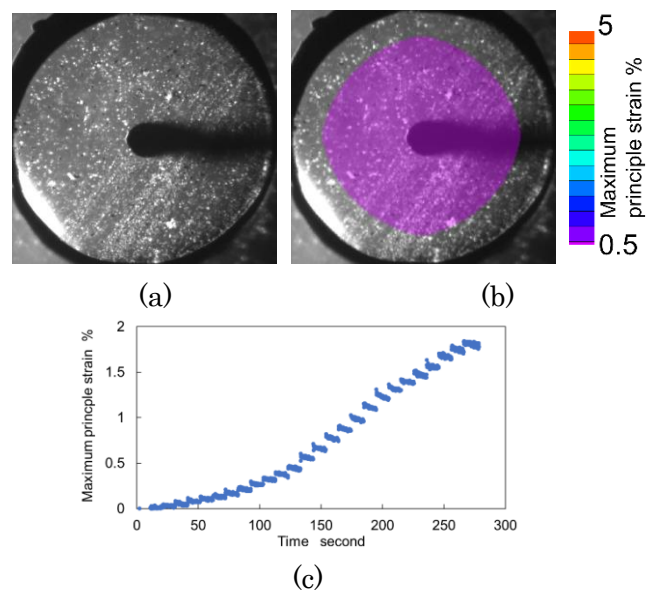 5
Maximum
principle strain %
0.5
(a)
(b)
2
1.5
1
0.5
0
0 50 100 150 200 250 300
Maximum princple strain %
Time second
(c)